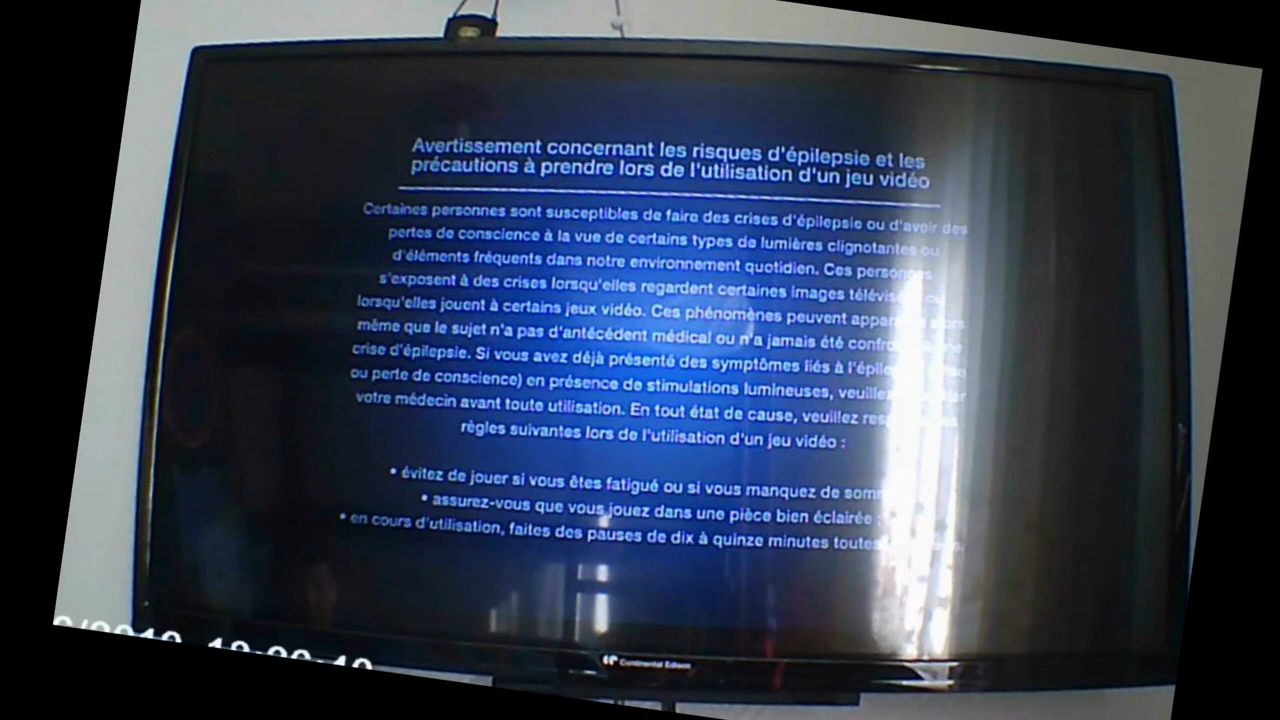 Avertissement concernant les risques d'épilepsie et les
précautions à prendre lors de l'utilisation d'un jeu vidéo
Certaines personnes sont susceptibles de faire des crises d'épilepsie ou d'avoir des
pertes de conscience à la vue de certains types de lumières clignotantes ou
d'éléments fréquents dans notre environnement quotidien. Ces personnes
s'exposent à des crises lorsqu'elles regardent certaines images
lorsqu'elles jouent à certains jeux vidéo. Ces phénomènes peuvent
même que le sujet n'a pas d'antécédent médical ou n'a jamais été
crise d'épilepsie. Si vous avez déjà présenté des symptômes liés à
ou perte de conscience) en présence de stimulations lumineuses,
votre médecin avant toute utilisation. En tout état de cause, veuillez
règles suivantes lors de l'utilisation d'un jeu vidéo :
• évitez de jouer si vous êtes fatigué ou si vous manquez de
• assurez-vous que vous jouez dans une pièce bien éclairée ;
• en cours d'utilisation, faites des pauses de dix à quinze minutes toutes
Continental Edison